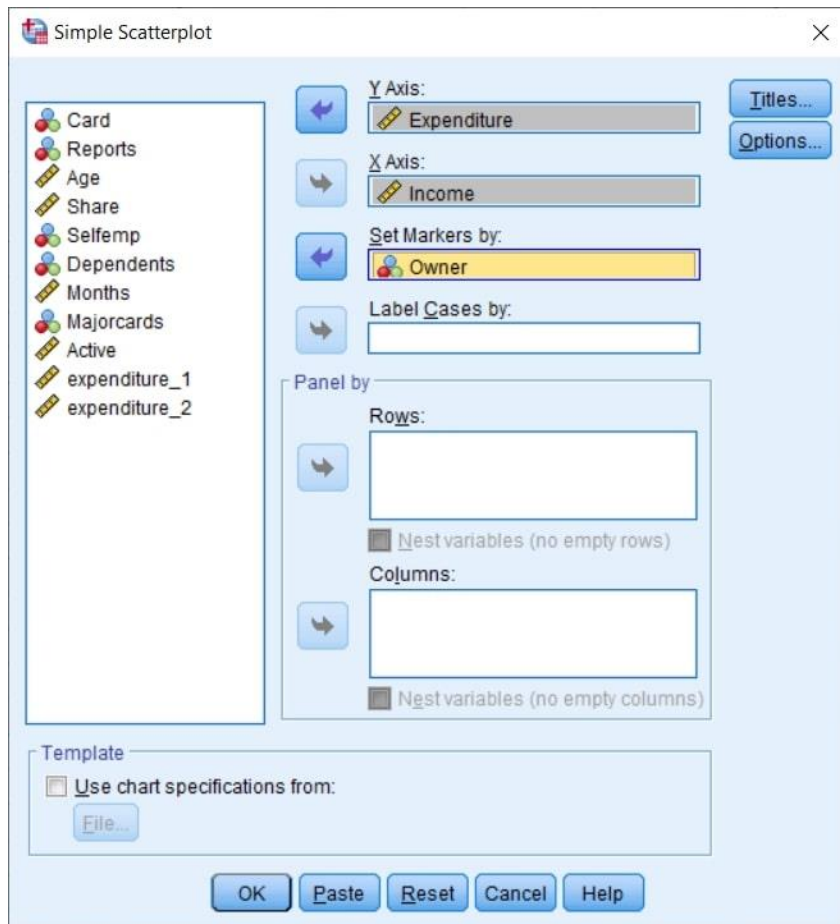 Simple Scatterplot
Card
Reports
Age
Share
Selfemp
Dependents
Months
Majorcards
Active
expenditure_1
expenditure_2
Y Axis:
Expenditure
X Axis:
Income
Set Markers by:
Owner
Label Cases by:
Panel by
Rows:
Nest variables (no empty rows)
Columns:
Nest variables (no empty columns)
Titles...
Options...
Template
Use chart specifications from:
File...
OK Paste Reset Cancel Help